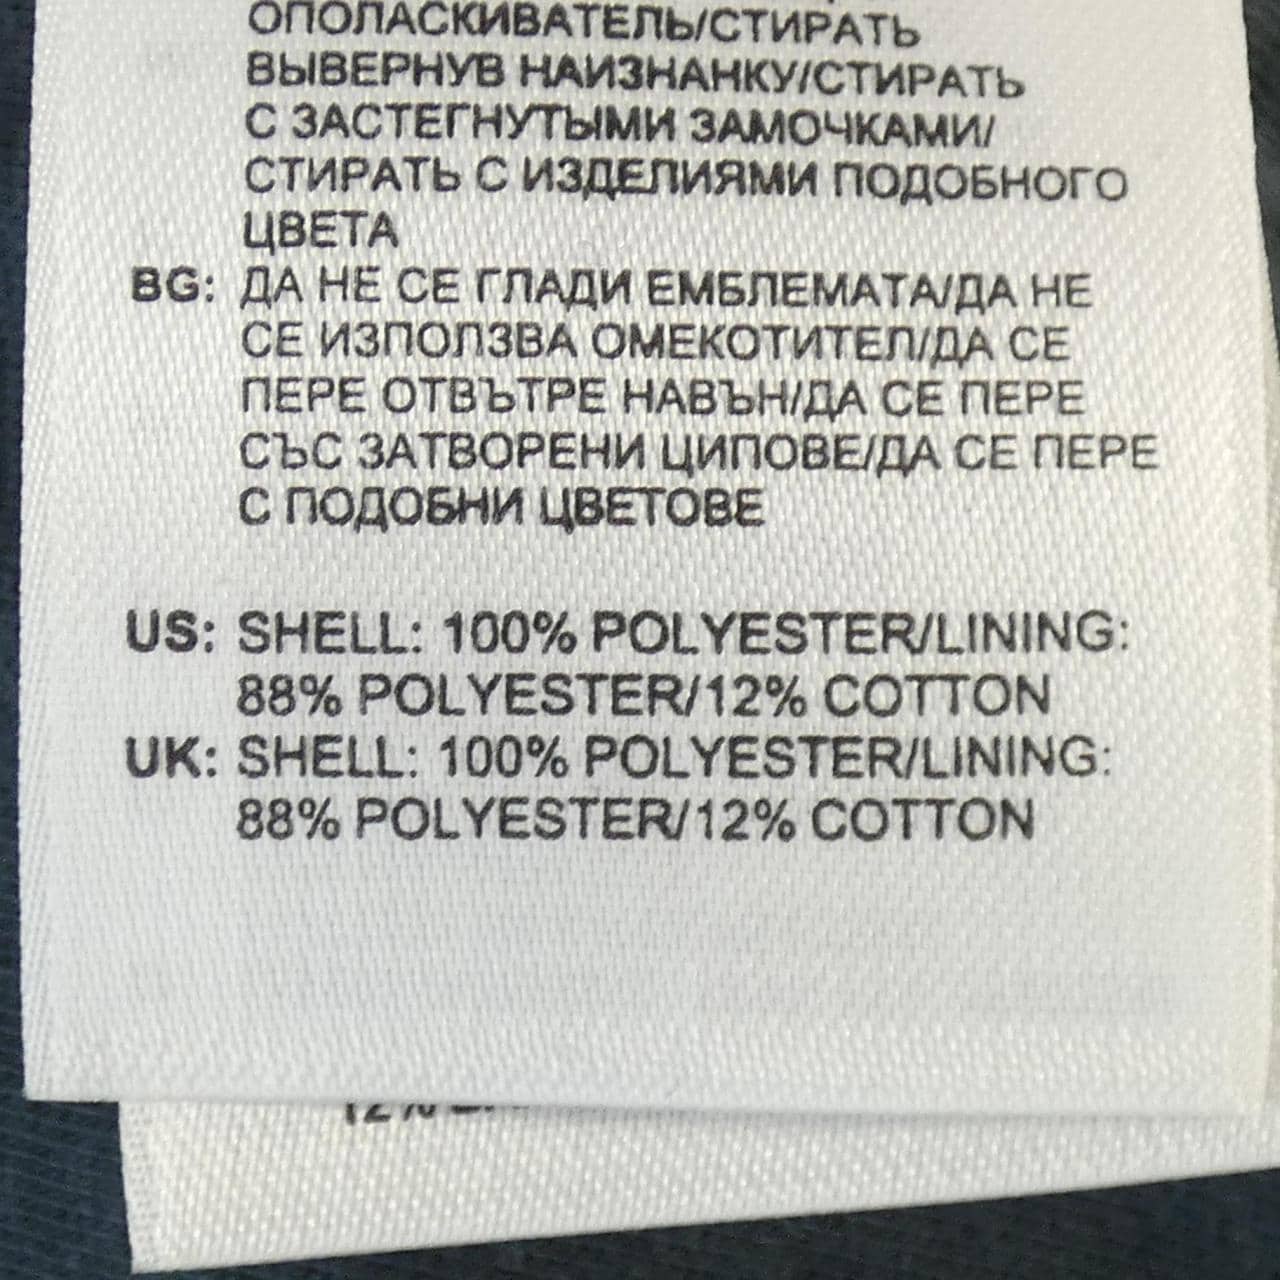 ОПОЛАСКИВАТЕЛЬ/СТИРАТЬ
ВЫВЕРНУВ НАИЗНАНКУ/СТИРАТЬ
С ЗАСТЕГНУТЫМИ ЗАМОЧКАМИ/
СТИРАТЬ С ИЗДЕЛИЯМИ ПОДОБНОГО
ЦВЕТА
BG: ДА НЕ СЕ ГЛАДИ ЕМБЛЕМАТА/ДА НЕ
СЕ ИЗПОЛЗВА ОМЕКОТИТЕЛ/ДА СЕ
ПЕРЕ ОТВЪТРЕ НАВЪН/ДА СЕ ПЕРЕ
СЪС ЗАТВОРЕНИ ЦИПОВЕ/ДА СЕ ПЕРЕ
С ПОДОБНИ ЦВЕТОВЕ
US: SHELL: 100% POLYESTER/LINING:
88% POLYESTER/12% COTTON
UK: SHELL: 100% POLYESTER/LINING:
88% POLYESTER/12% COTTON